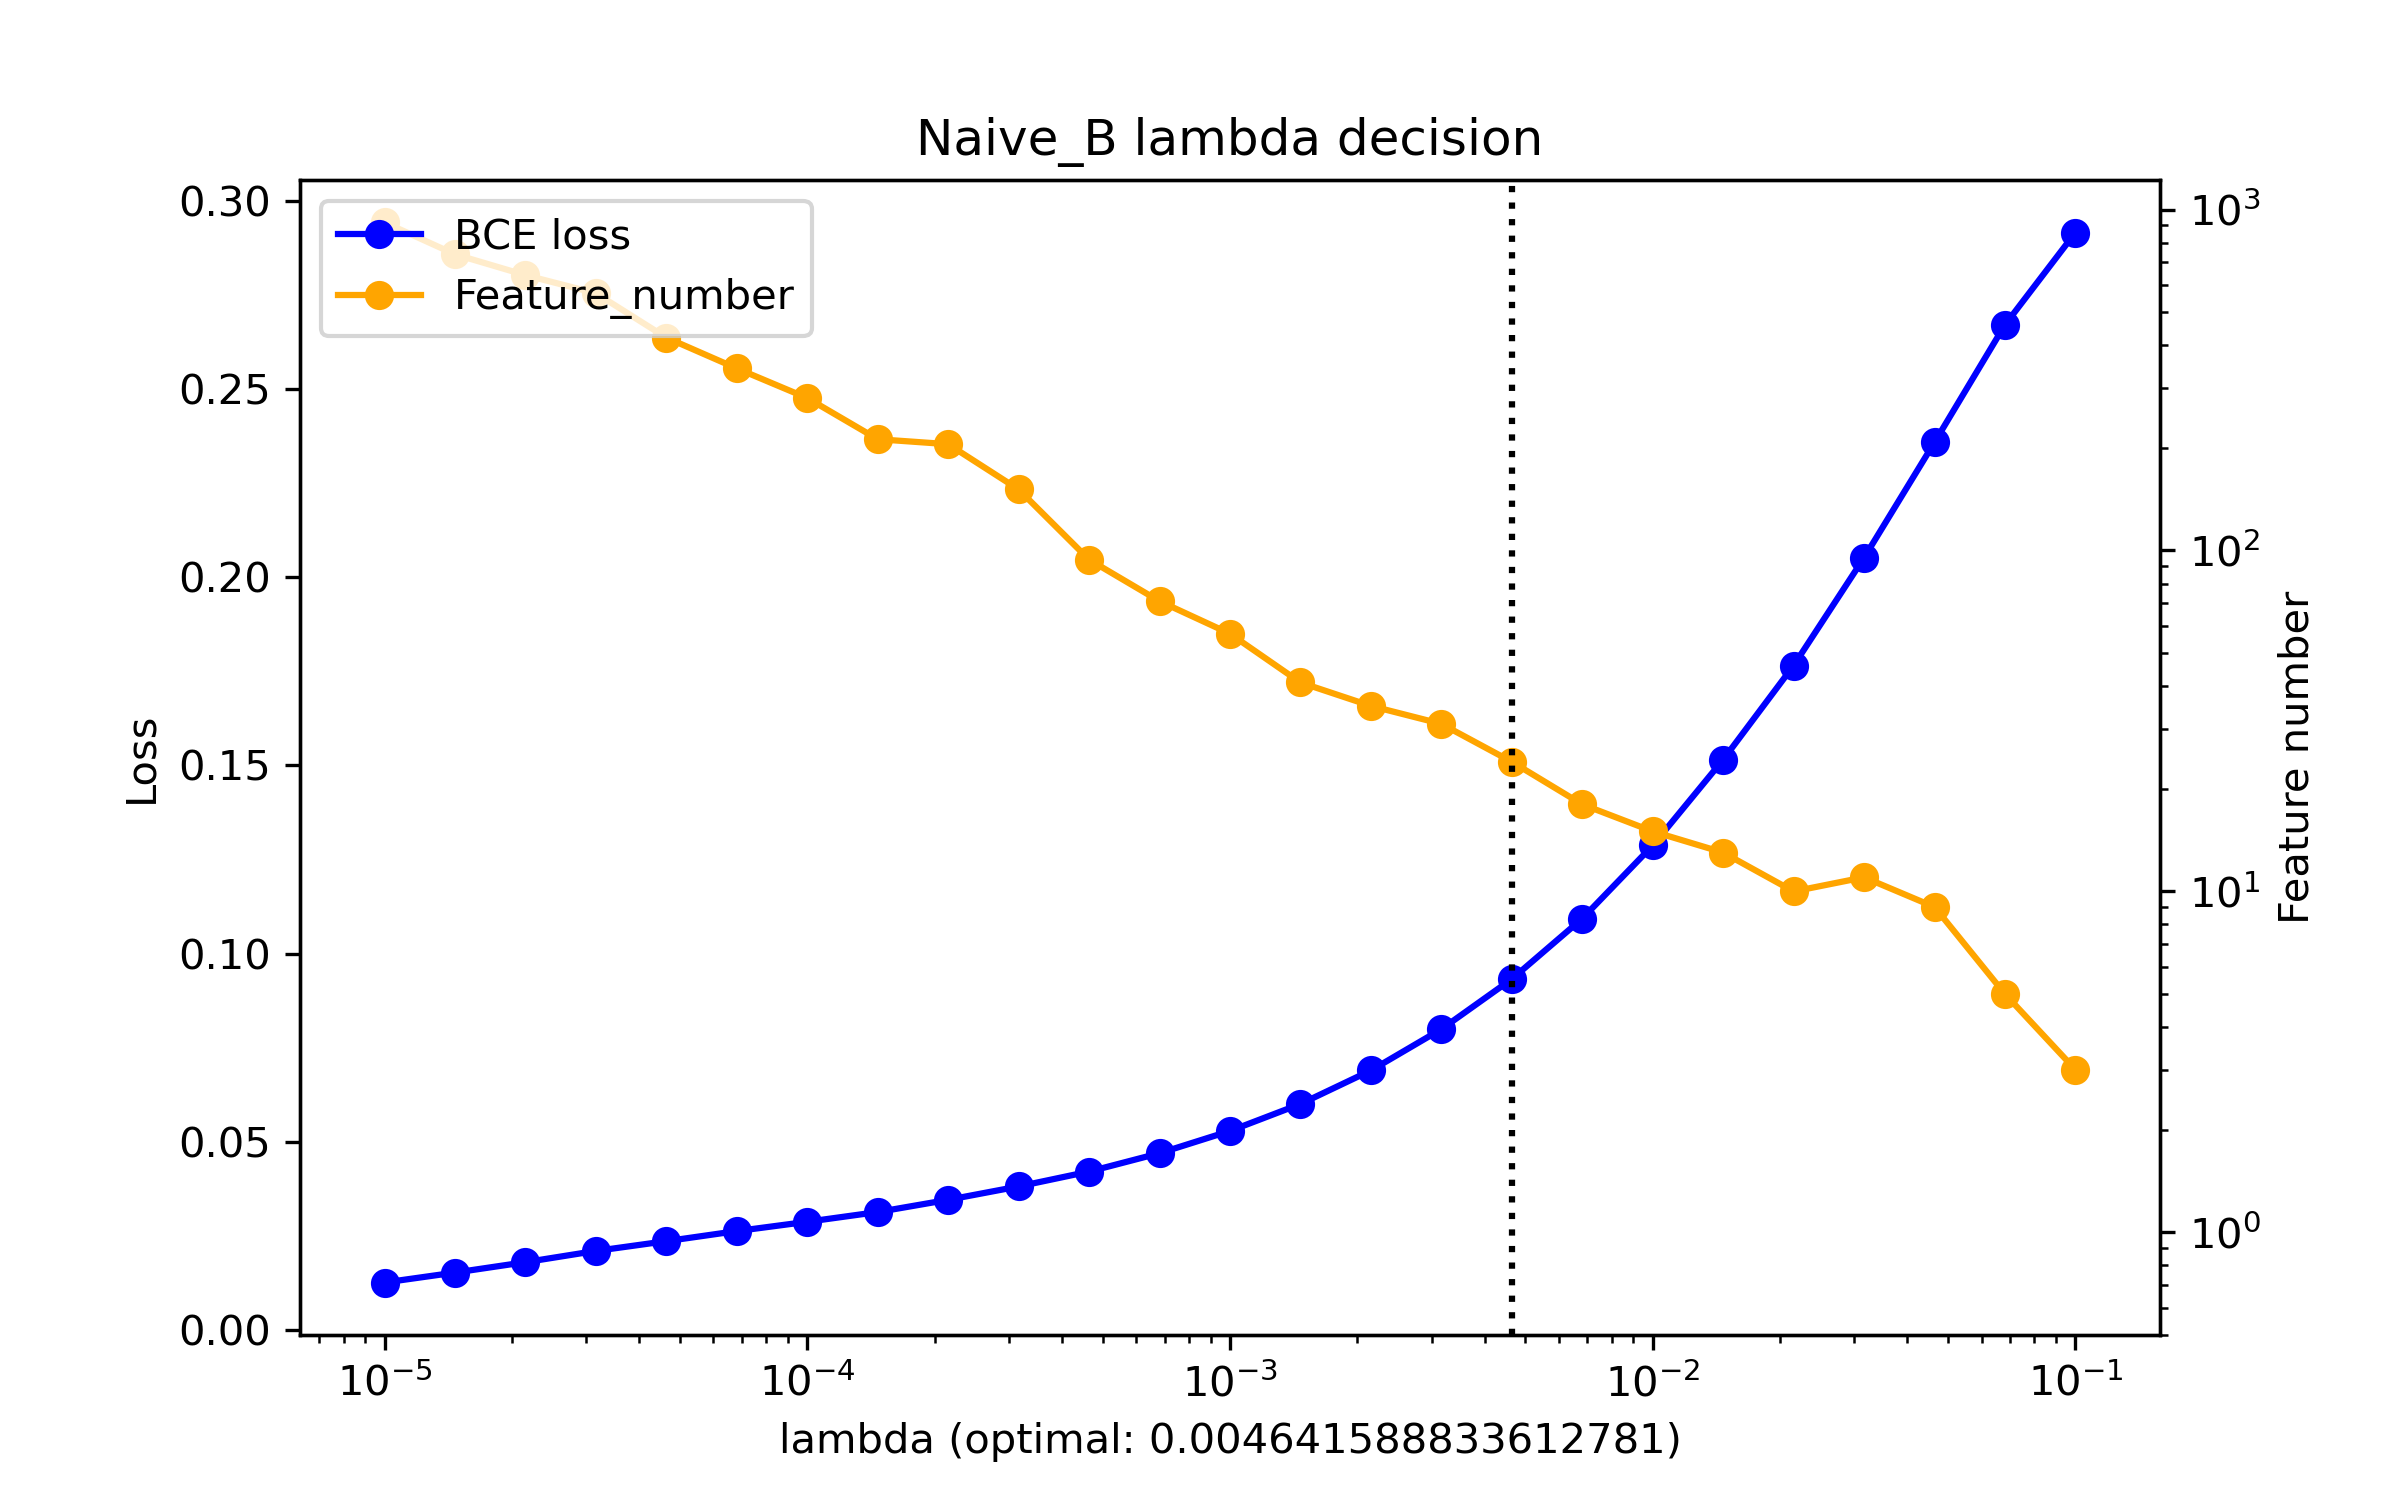 Naive_B lambda decision
BCE loss
Feature_number
0.30
0.25
0.20
0.15
0.10
0.05
0.00
Loss
10³
10²
10¹
10⁰
Feature number
10⁻⁵
10⁻⁴
10⁻³
10⁻²
10⁻¹
lambda (optimal: 0.004641588833612781)